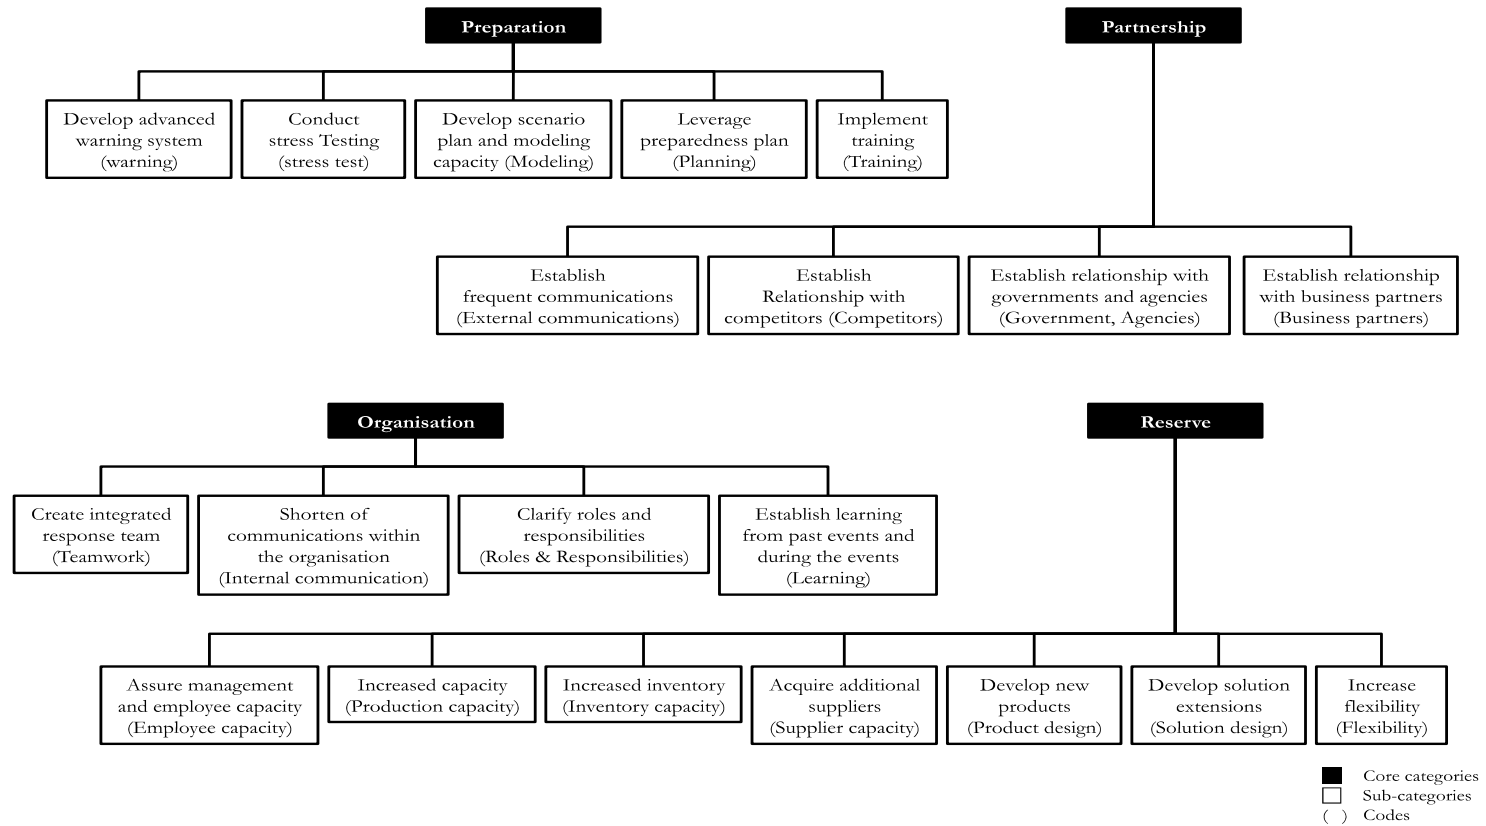 Preparation
Develop advanced
warning system
(warning)
Conduct
stress Testing
(stress test)
Develop scenario
plan and modeling
capacity (Modeling)
Leverage
preparedness plan
(Planning)
Implement
training
(Training)
Partnership
Establish
frequent communications
(External communications)
Establish
Relationship with
competitors (Competitors)
Establish relationship with
governments and agencies
(Government, Agencies)
Establish relationship
with business partners
(Business partners)
Organisation
Create integrated
response team
(Teamwork)
Shorten of
communications within
the organisation
(Internal communication)
Clarify roles and
responsibilities
(Roles & Responsibilities)
Establish learning
from past events and
during the events
(Learning)
Reserve
Assure management
and employee capacity
(Employee capacity)
Increased capacity
(Production capacity)
Increased inventory
(Inventory capacity)
Acquire additional
suppliers
(Supplier capacity)
Develop new
products
(Product design)
Develop solution
extensions
(Solution design)
Increase
flexibility
(Flexibility)
Core categories
Sub-categories
( ) Codes